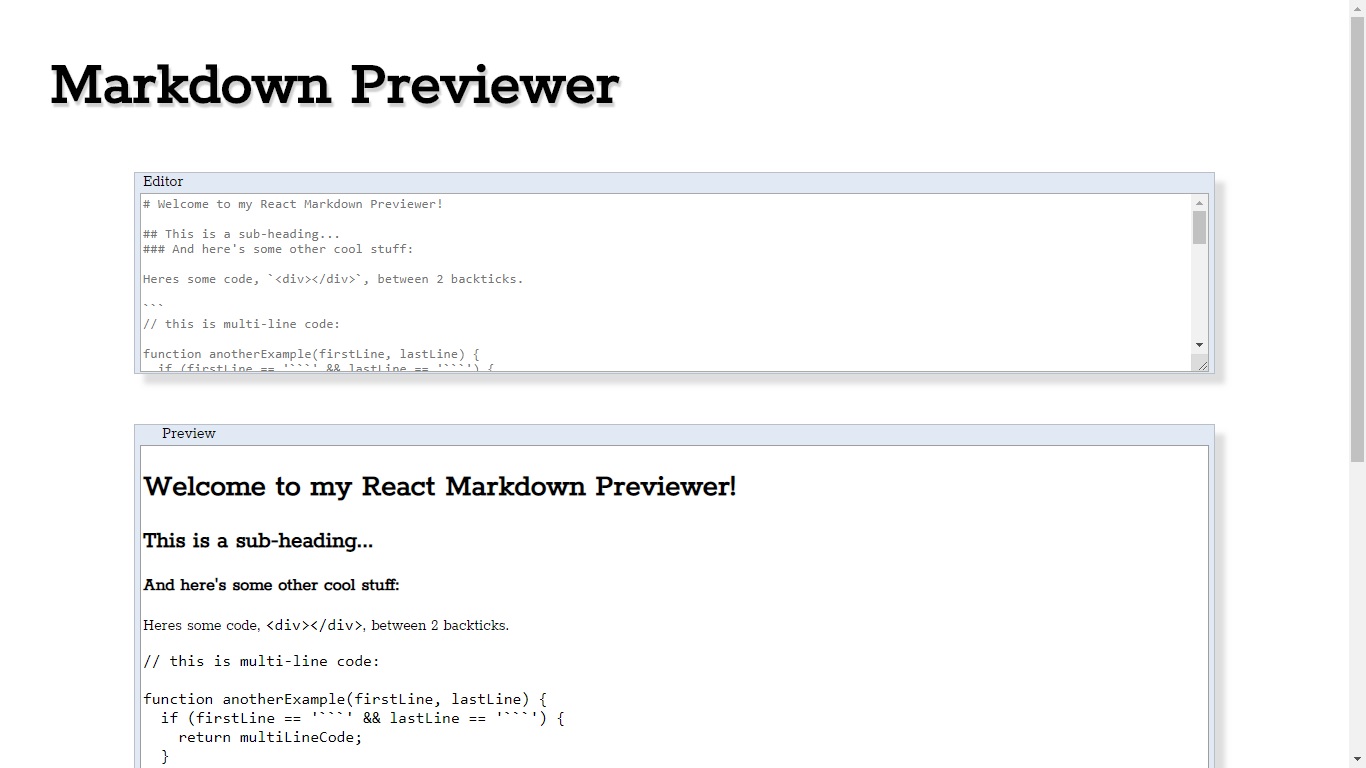 Markdown Previewer
Editor
# Welcome to my React Markdown Previewer!
## This is a sub-heading...
### And here's some other cool stuff:
Heres some code, `<div></div>`, between 2 backticks.
```
// this is multi-line code:
function anotherExample(firstLine, lastLine) {
  if (firstLine == '```' && lastLine == '```') {
Preview
Welcome to my React Markdown Previewer!
This is a sub-heading...
And here's some other cool stuff:
Heres some code, <div></div>, between 2 backticks.
// this is multi-line code:
function anotherExample(firstLine, lastLine) {
  if (firstLine == '```' && lastLine == '```') {
    return multiLineCode;
  }